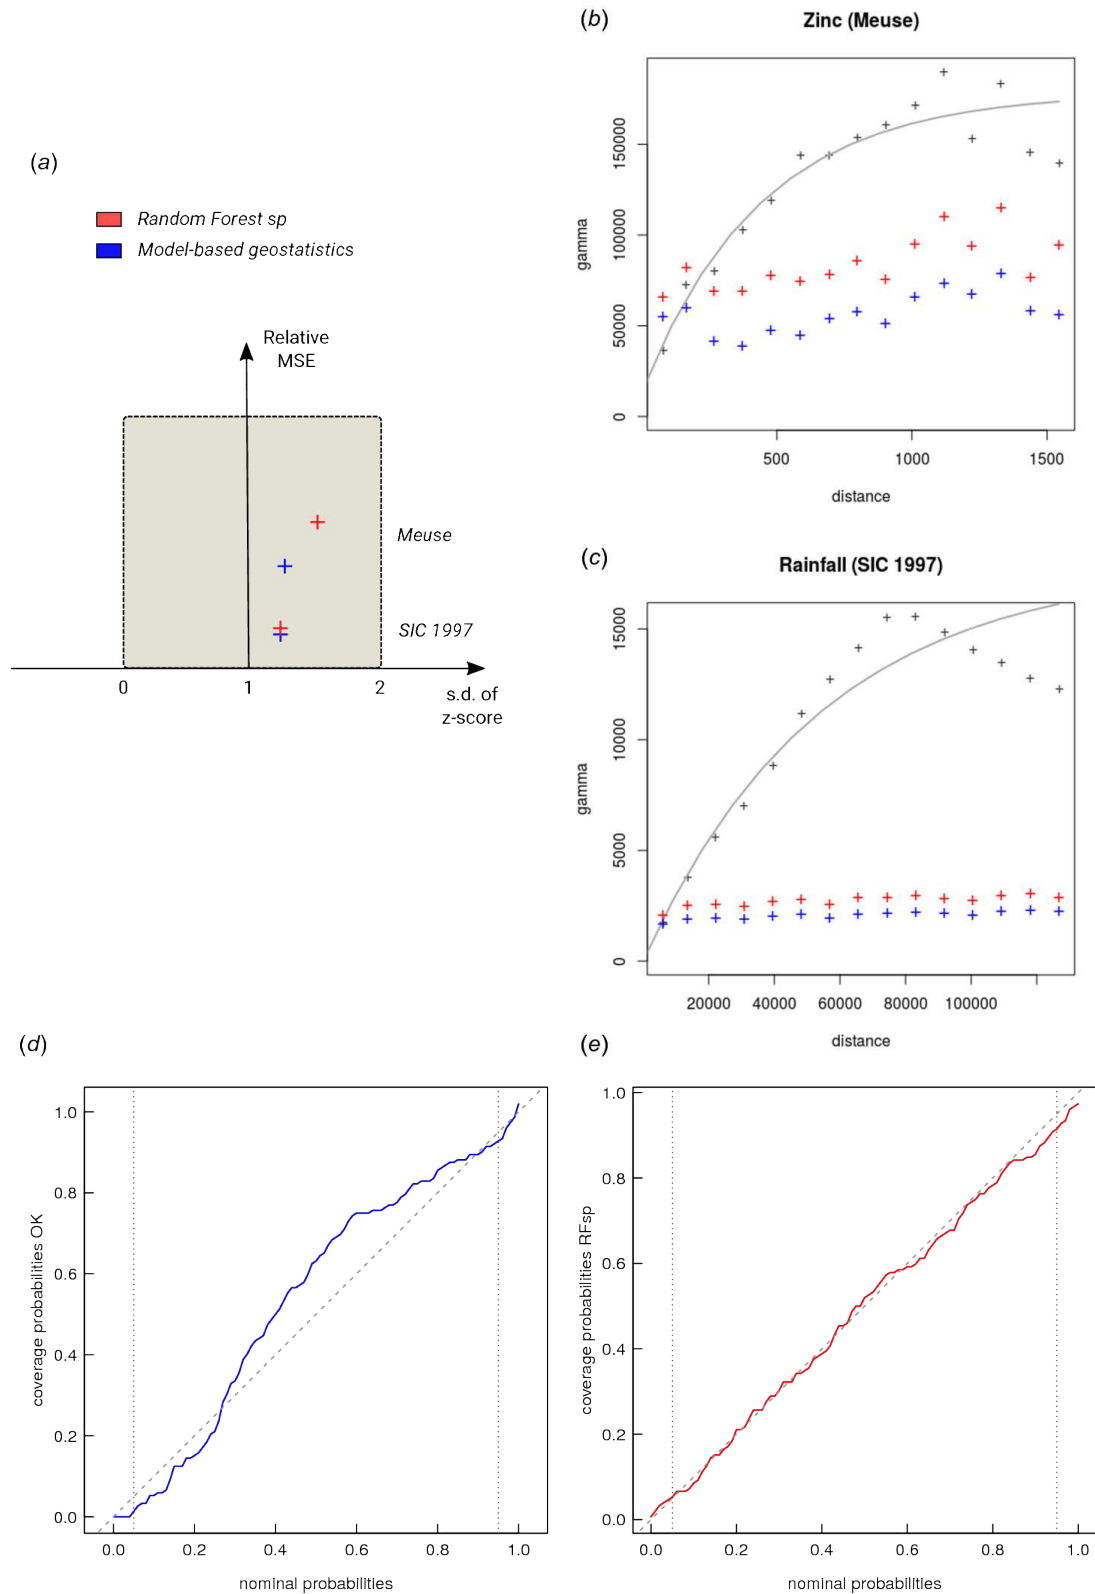 (a)
Random Forest sp
Model-based geostatistics
Relative
MSE
Meuse
SIC 1997
0 1 2
s.d. of
z-score
(b)
Zinc (Meuse)
gamma
0 50000 100000 150000
500 1000 1500
distance
(c)
Rainfall (SIC 1997)
gamma
0 5000 10000 15000
20000 40000 60000 80000 100000
distance
(d)
coverage probabilities OK
1.0
0.8
0.6
0.4
0.2
0.0
0.0 0.2 0.4 0.6 0.8 1.0
nominal probabilities
(e)
coverage probabilities RFsp
1.0
0.8
0.6
0.4
0.2
0.0
0.0 0.2 0.4 0.6 0.8 1.0
nominal probabilities